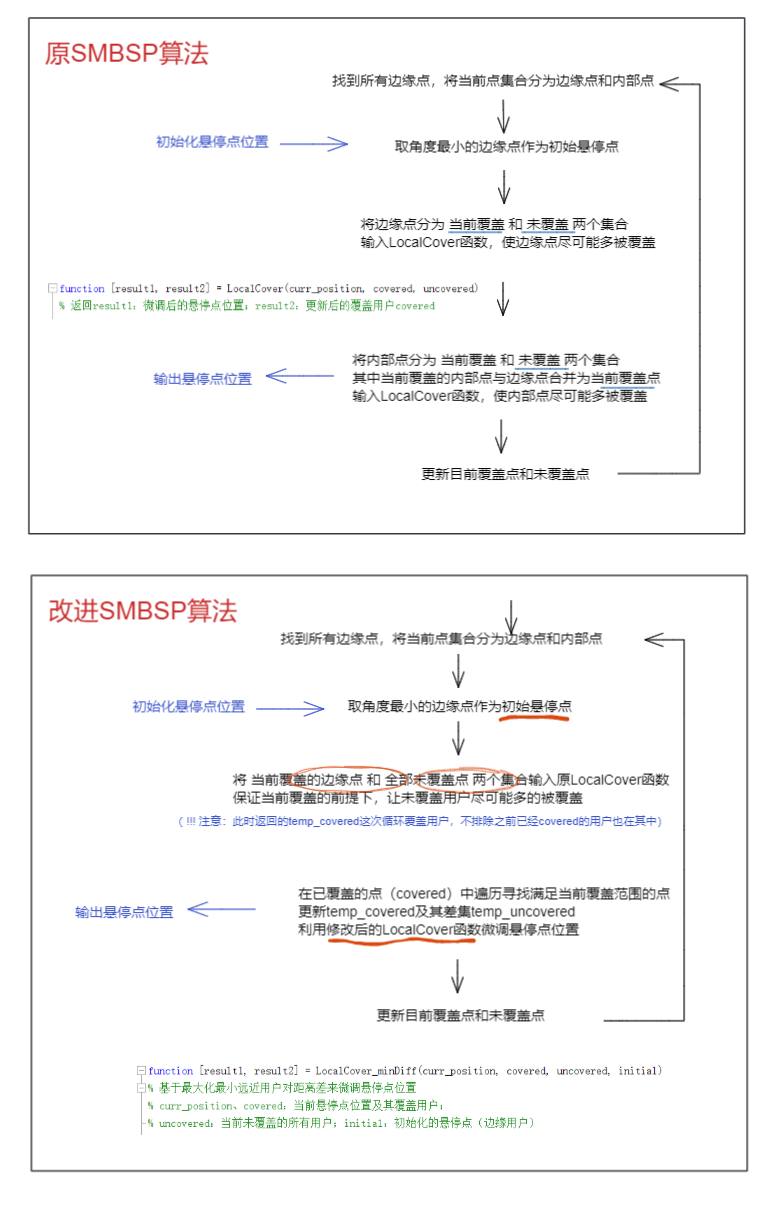 原SMBSP算法
找到所有边缘点，将当前点集合分为边缘点和内部点
初始化悬停点位置
取角度最小的边缘点作为初始悬停点
将边缘点分为 当前覆盖 和 未覆盖 两个集合
输入LocalCover函数，使边缘点尽可能多被覆盖
function [result1, result2] = LocalCover(curr_position, covered, uncovered)
% 返回result1：微调后的悬停点位置；result2：更新后的覆盖用户covered
将内部点分为 当前覆盖 和 未覆盖 两个集合
输出悬停点位置
其中当前覆盖的内部点与边缘点合并为当前覆盖点
输入LocalCover函数，使内部点尽可能多被覆盖
更新目前覆盖点和未覆盖点
改进SMBSP算法
找到所有边缘点，将当前点集合分为边缘点和内部点
初始化悬停点位置
取角度最小的边缘点作为初始悬停点
将 当前覆盖的边缘点 和 全部未覆盖点 两个集合输入原LocalCover函数
保证当前覆盖的前提下，让未覆盖用户尽可能多的被覆盖
（ !!! 注意：此时返回的temp_covered这次循环覆盖用户，不排除之前已经covered的用户也在其中）
在已覆盖的点（covered）中遍历寻找满足当前覆盖范围的点
输出悬停点位置
更新temp_covered及其差集temp_uncovered
利用修改后的LocalCover函数微调悬停点位置
更新目前覆盖点和未覆盖点
function [result1, result2] = LocalCover_minDiff(curr_position, covered, uncovered, initial)
% 基于最大化最小远近用户对距离差来微调悬停点位置
% curr_position、covered：当前悬停点位置及其覆盖用户；
% uncovered：当前未覆盖的所有用户；initial：初始化的悬停点（边缘用户）